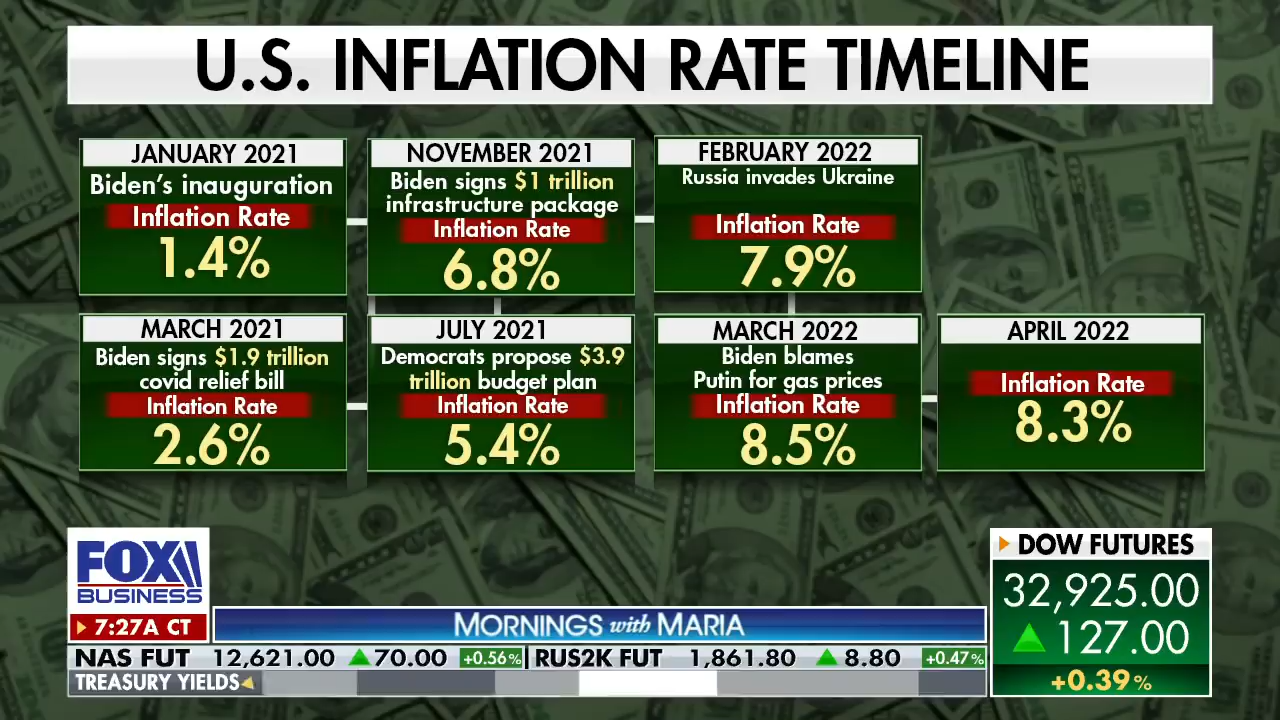 U.S. INFLATION RATE TIMELINE
JANUARY 2021
Biden's inauguration
Inflation Rate
1.4%
MARCH 2021
Biden signs $1.9 trillion
covid relief bill
Inflation Rate
2.6%
JULY 2021
Democrats propose $3.9
trillion budget plan
Inflation Rate
5.4%
NOVEMBER 2021
Biden signs $1 trillion
infrastructure package
Inflation Rate
6.8%
FEBRUARY 2022
Russia invades Ukraine
Inflation Rate
7.9%
MARCH 2022
Biden blames
Putin for gas prices
Inflation Rate
8.5%
APRIL 2022
Inflation Rate
8.3%
FOX
BUSINESS
7:27A CT
MORNINGS with MARIA
NAS FUT 12,621.00 ▲70.00 +0.56% RUS2K FUT 1,861.80 ▲8.80 +0.47%
TREASURY YIELDS
DOW FUTURES
32,925.00
▲127.00
+0.39%